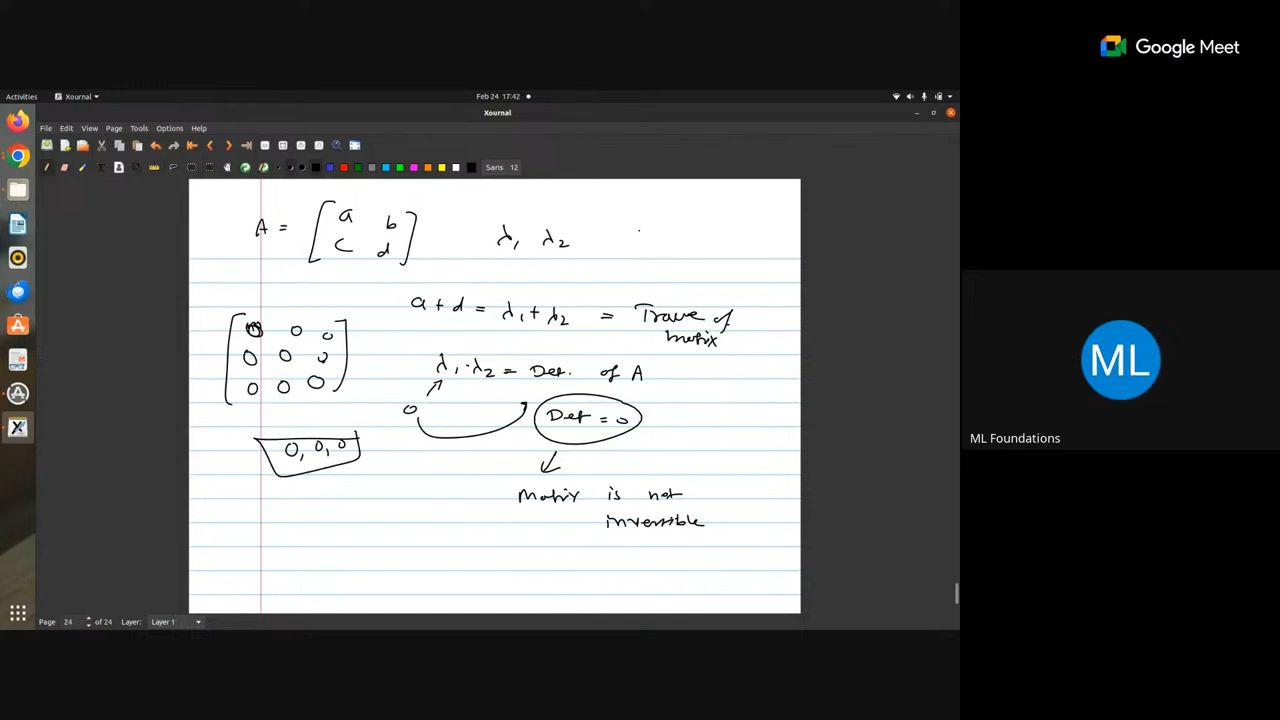 Google Meet
Activities Xournal Feb 24 17:42
Xournal
File Edit View Page Tools Options Help
Sans 12
A = [ a b
c d ] λ1 λ2
a + d = λ1 + λ2 = Trace of
matrix
0 0 0
0 0 0
0 0 0
λ1 . λ2 = Det. of A
0
Det = 0
0, 0, 0
Matrix is not
invertible
ML
ML Foundations
Page 24 of 24 Layer: Layer 1